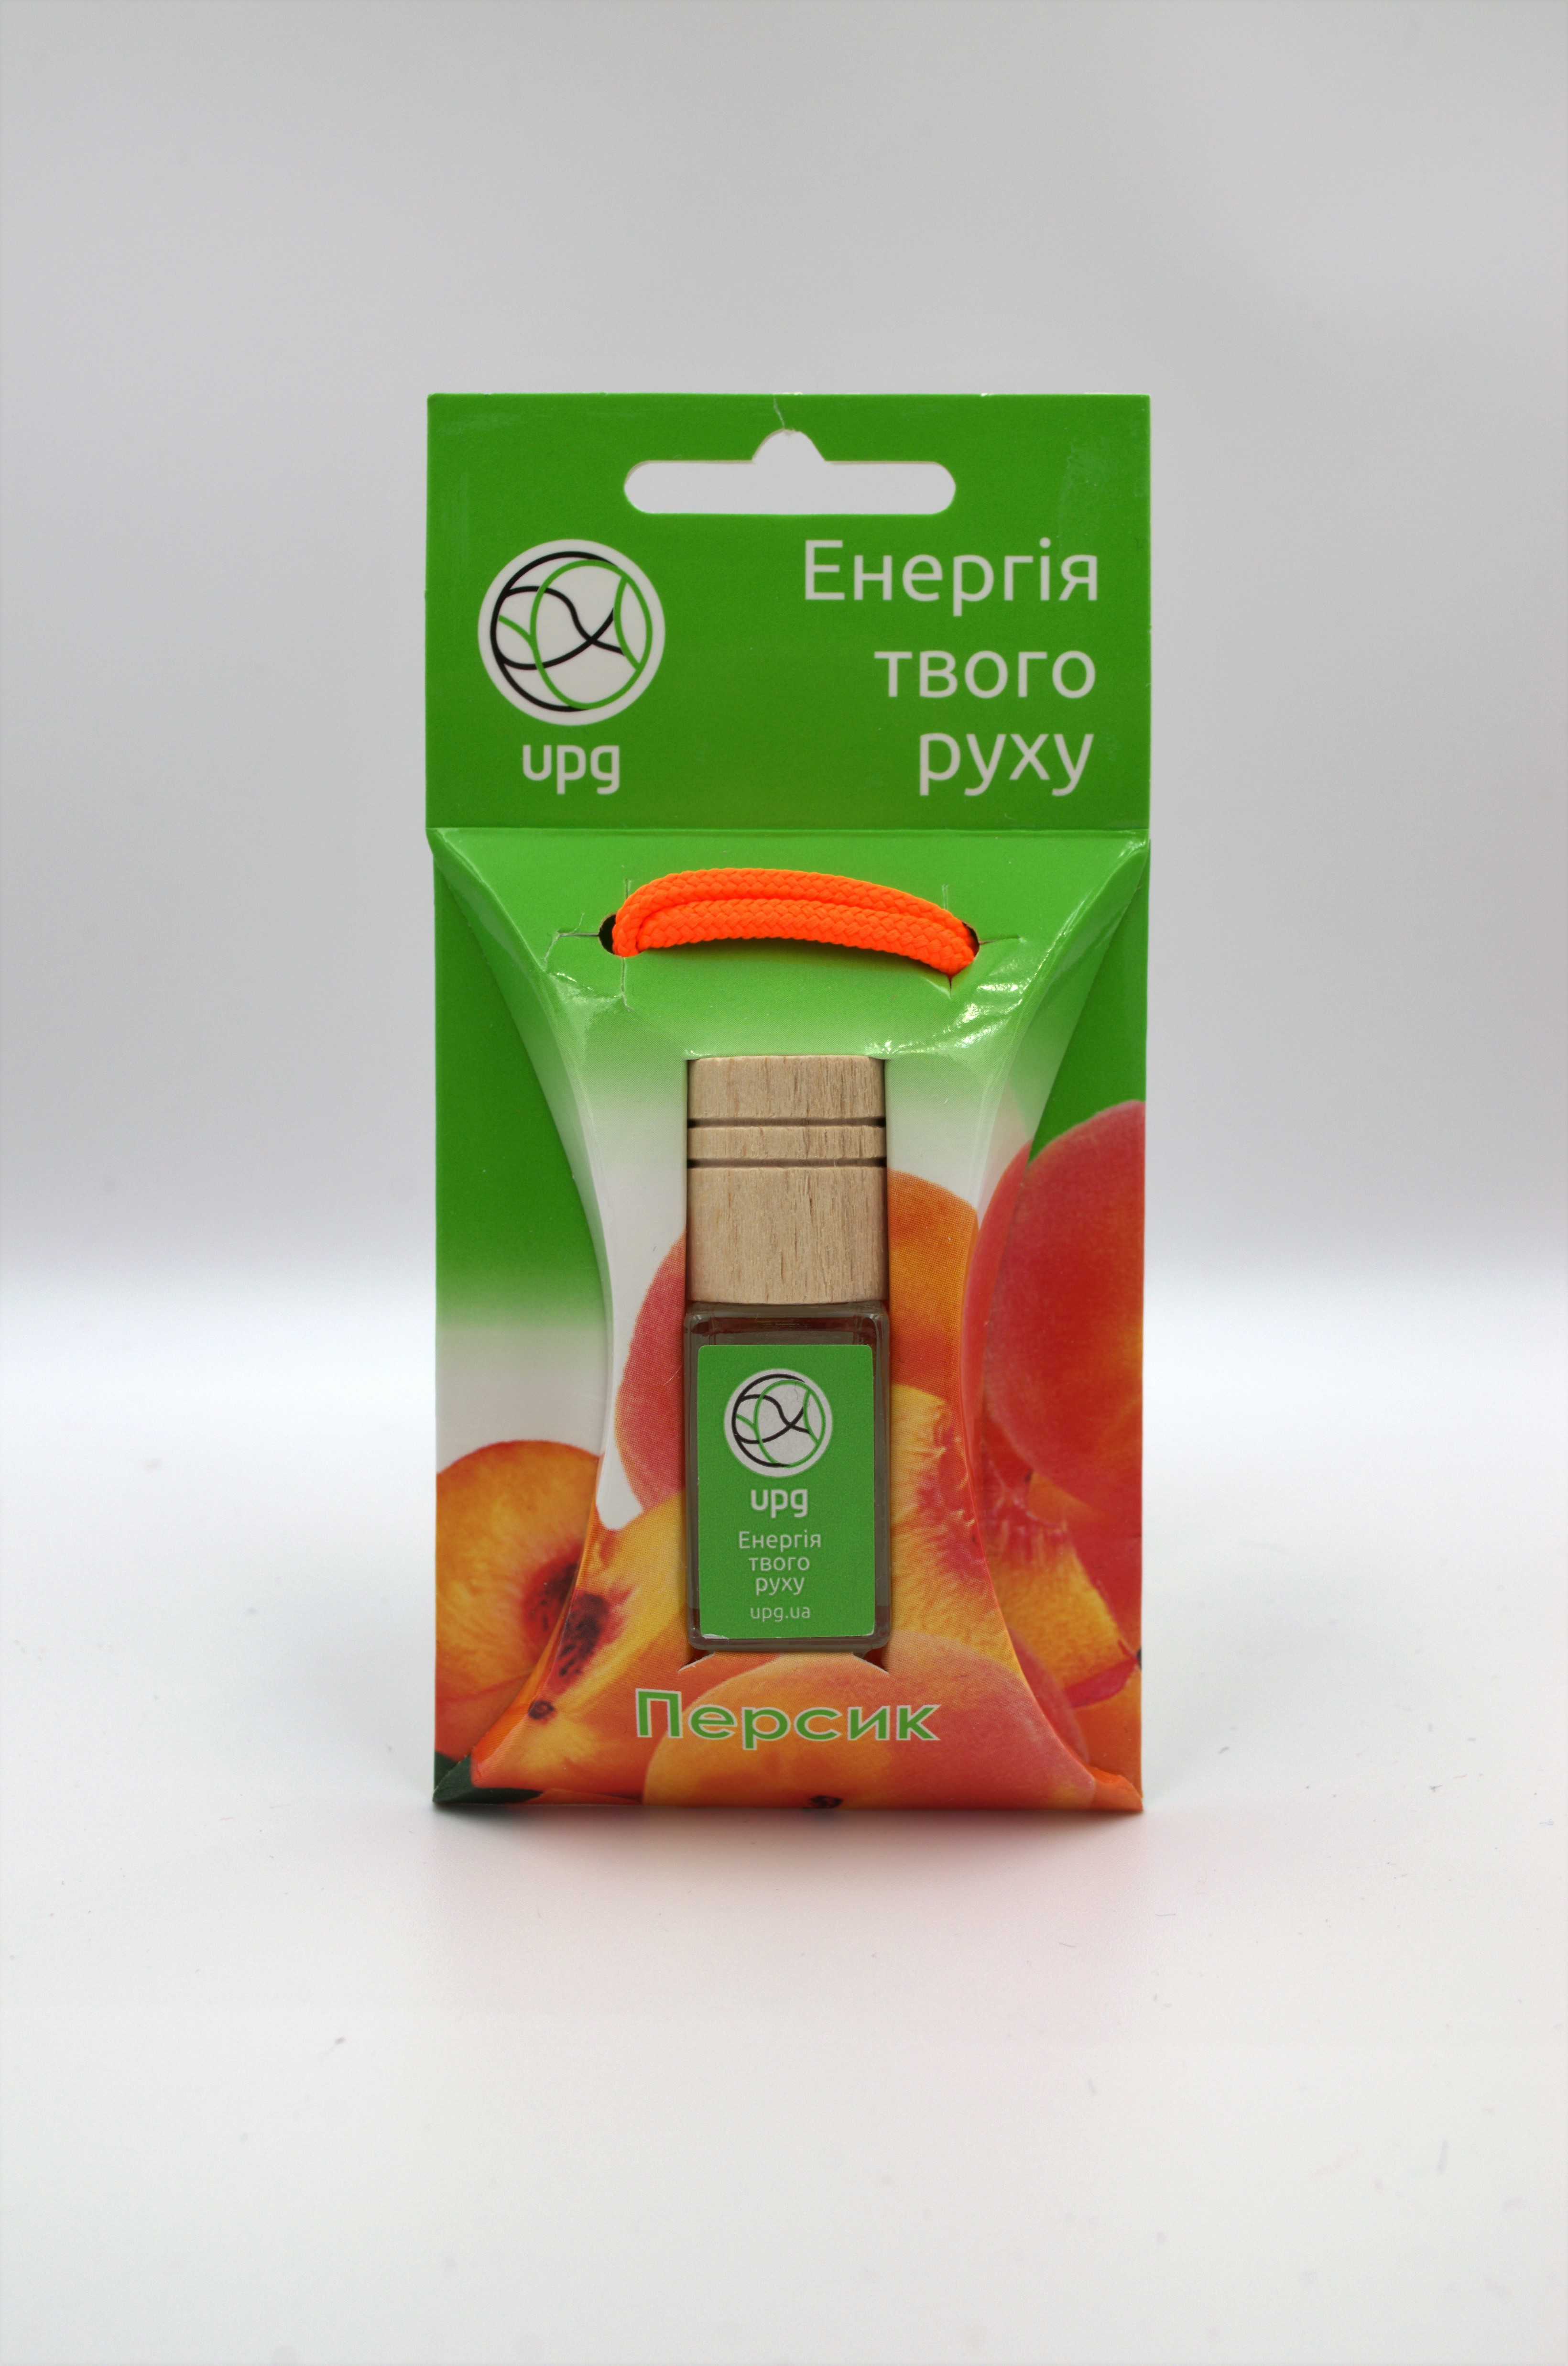 Енергія
твого
руху
upg
upg
Енергія
твого
руху
upg.ua
Персик